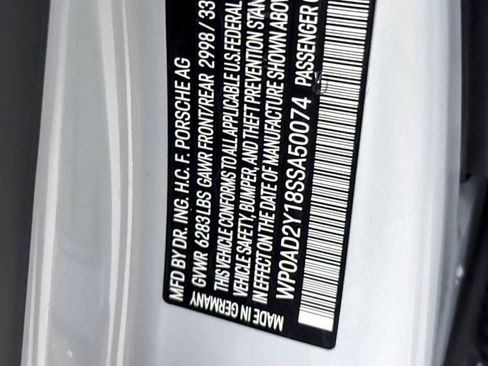 MFD BY DR. ING. H.C. F. PORSCHE AG
GVWR 6283 LBS GAWR FRONT/REAR 2998 / 33
THIS VEHICLE CONFORMS TO ALL APPLICABLE U.S. FEDERAL
VEHICLE SAFETY, BUMPER, AND THEFT PREVENTION STAN
IN EFFECT ON THE DATE OF MANUFACTURE SHOWN ABOV
WP0AD2Y18SSA50074 PASSENGER
MADE IN GERMANY